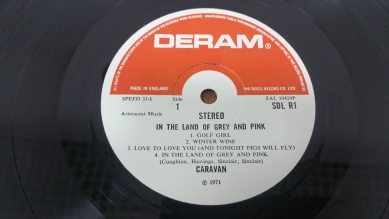 DERAM®
MADE IN ENGLAND
THE DECCA RECORD CO. LTD
SPEED 33⅓
Side
1
ZAL 10424P
Aristocrat Music
STEREO
SDL R1
IN THE LAND OF GREY AND PINK
1. GOLF GIRL
2. WINTER WINE
3. LOVE TO LOVE YOU (AND TONIGHT PIGS WILL FLY)
4. IN THE LAND OF GREY AND PINK
(Coughlan, Hastings, Sinclair, Sinclair)
CARAVAN
℗ 1971